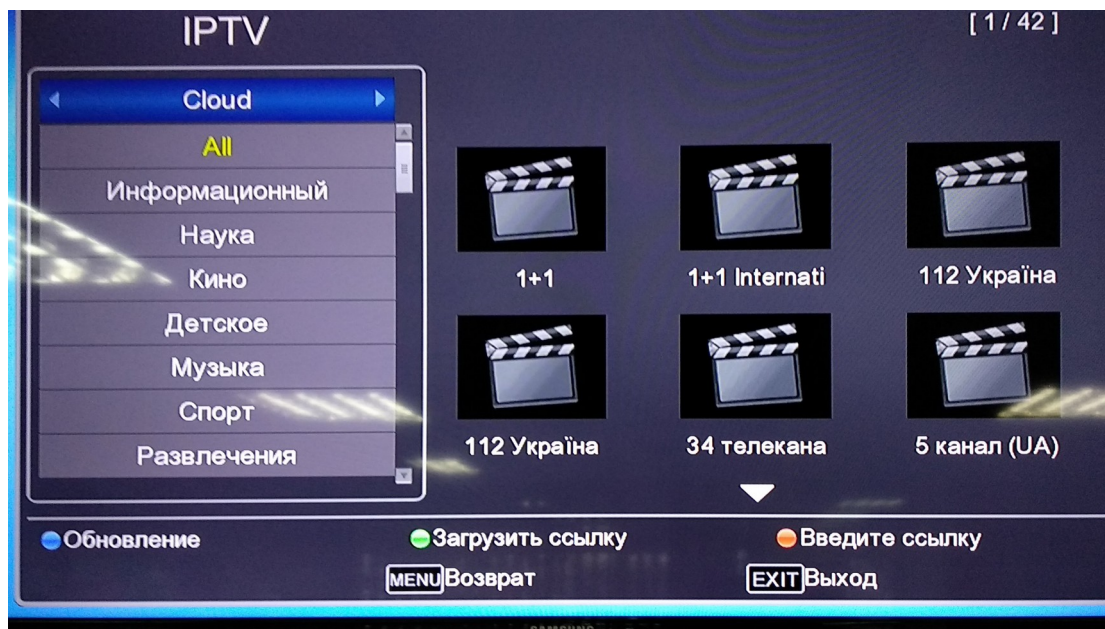 IPTV
[ 1 / 42 ]
Cloud
All
Информационный
Наука
Кино
Детское
Музыка
Спорт
Развлечения
1+1
1+1 Internati
112 Україна
112 Україна
34 телекана
5 канал (UA)
Обновление
Загрузить ссылку
Введите ссылку
MENU Возврат
EXIT Выход
SAMSUNG